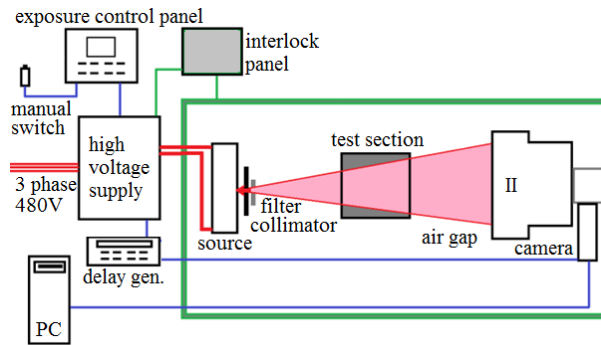 exposure control panel
interlock
panel
manual
switch
high
voltage
supply
3 phase
480V
test section
II
filter
collimator
source
air gap
camera
delay gen.
PC